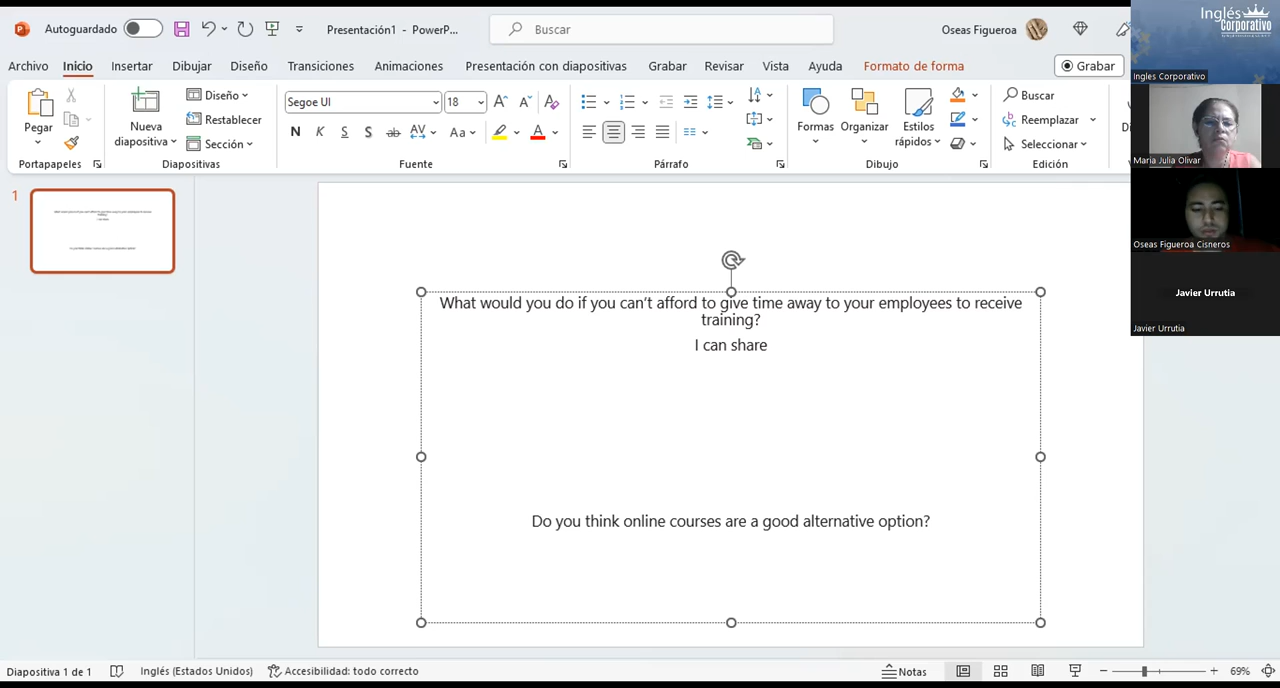 Autoguardado
Presentación1 - PowerP...
Buscar
Oseas Figueroa
Archivo Inicio Insertar Dibujar Diseño Transiciones Animaciones Presentación con diapositivas Grabar Revisar Vista Ayuda Formato de forma
Grabar
Pegar
Portapapeles
Nueva
diapositiva
Diseño
Restablecer
Sección
Diapositivas
Segoe UI 18
N K S S ab AV Aa A
Fuente
Párrafo
Formas
Organizar
Estilos
rápidos
Dibujo
Buscar
Reemplazar
Seleccionar
Edición
Inglés
Corporativo
Ingles Corporativo
Maria Julia Olivar
Oseas Figueroa Cisneros
Javier Urrutia
Javier Urrutia
1
What would you do if you can't afford to give time away to your employees to receive
training?
I can share
Do you think online courses are a good alternative option?
Diapositiva 1 de 1
Inglés (Estados Unidos)
Accesibilidad: todo correcto
Notas
69%